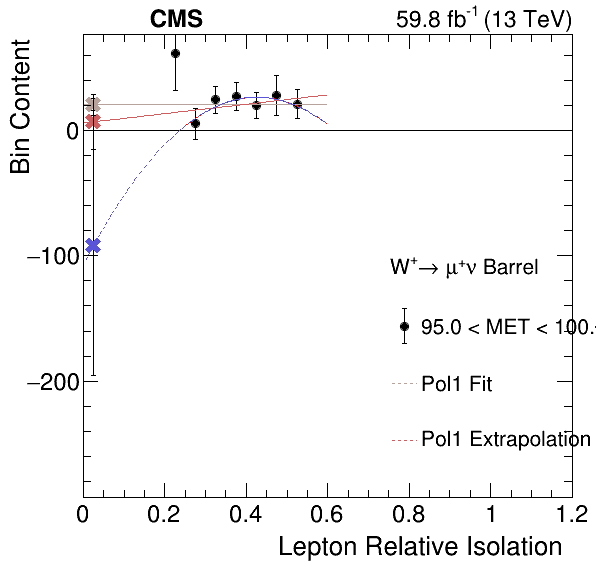 CMS 59.8 fb⁻¹ (13 TeV)
Bin Content
0
−100
−200
W⁺→ μ⁺ν Barrel
95.0 < MET < 100.
Pol1 Fit
Pol1 Extrapolation
0 0.2 0.4 0.6 0.8 1 1.2
Lepton Relative Isolation